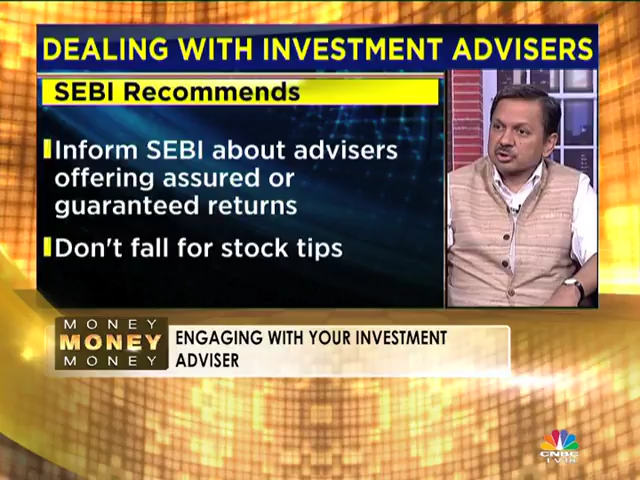 DEALING WITH INVESTMENT ADVISERS
SEBI Recommends
Inform SEBI about advisers
offering assured or
guaranteed returns
Don't fall for stock tips
MONEY
MONEY
MONEY
ENGAGING WITH YOUR INVESTMENT
ADVISER
CNBC
TV18